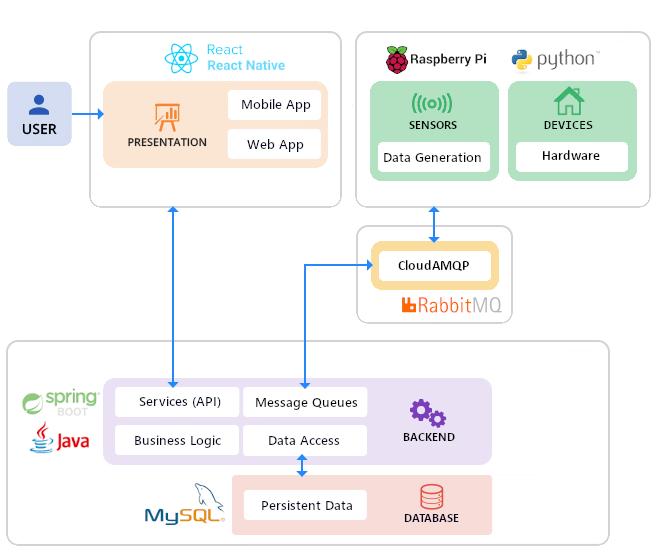 React
React Native
Raspberry Pi
python™
USER
PRESENTATION
Mobile App
Web App
SENSORS
Data Generation
DEVICES
Hardware
CloudAMQP
RabbitMQ
spring
BOOT
Java
Services (API)
Message Queues
Business Logic
Data Access
BACKEND
MySQL
Persistent Data
DATABASE